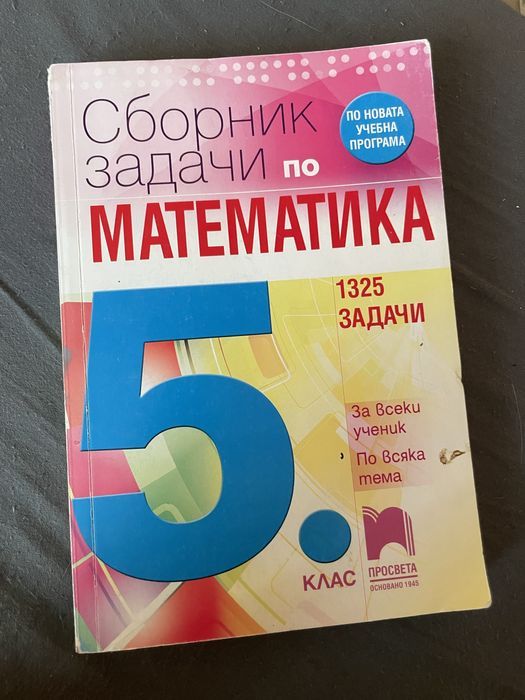 Сборник
задачи по
МАТЕМАТИКА
ПО НОВАТА
УЧЕБНА
ПРОГРАМА
5.
КЛАС
1325
ЗАДАЧИ
За всеки
ученик
По всяка
тема
ПРОСВЕТА
ОСНОВАНО 1945